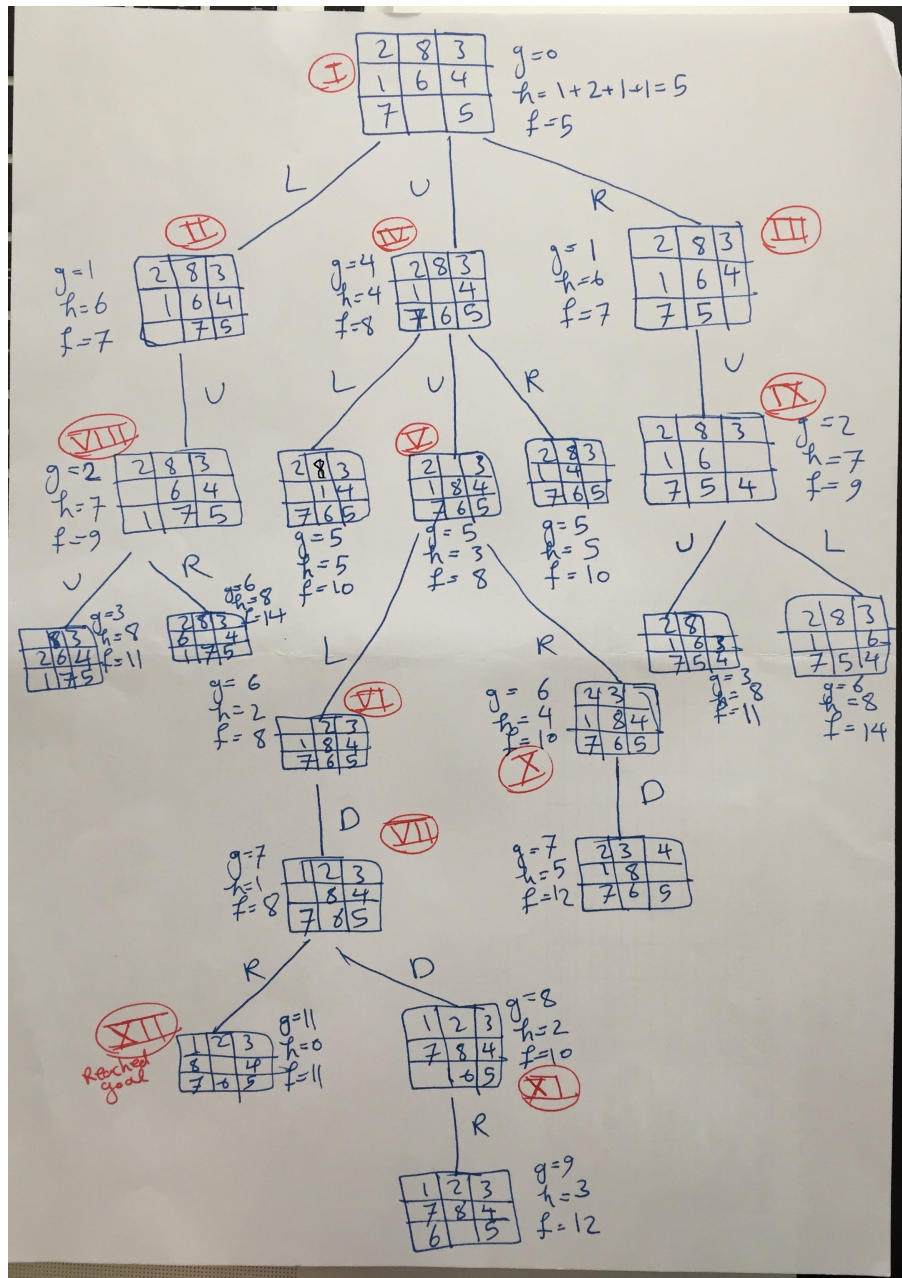 I
2 8 3
1 6 4
7 5
g=0
h=1+2+1+1=5
f=5
L
U
R
II
g=1
h=6
f=7
2 8 3
1 6 4
7 5
IV
g=4
h=4
f=8
2 8 3
1 4
7 6 5
III
g=1
h=6
f=7
2 8 3
1 6 4
7 5
U
L
U
R
U
VIII
g=2
h=7
f=9
2 8 3
6 4
1 7 5
2 8 3
1 4
7 6 5
g=5
h=5
f=10
V
2 3
1 8 4
7 6 5
g=5
h=3
f=8
2 8 3
1 4
7 6 5
g=5
h=5
f=10
IX
2 8 3
1 6
7 5 4
g=2
h=7
f=9
U
R
L
R
U
L
8 3
2 6 4
1 7 5
g=3
h=8
f=11
2 8 3
6 4
1 7 5
g=6
h=8
f=14
2 8
1 6 3
7 5 4
g=3
h=8
f=11
2 8 3
1 6
7 5 4
g=6
h=8
f=14
g=6
h=2
f=8
VI
2 3
1 8 4
7 6 5
g=6
h=4
f=10
X
2 3
1 8 4
7 6 5
D
D
VII
g=7
h=1
f=8
1 2 3
8 4
7 6 5
g=7
h=5
f=12
2 3 4
1 8
7 6 5
R
D
XII
Reached
goal
1 2 3
8 4
7 6 5
g=11
h=0
f=11
1 2 3
7 8 4
6 5
g=8
h=2
f=10
XI
R
1 2 3
7 8 4
6 5
g=9
h=3
f=12